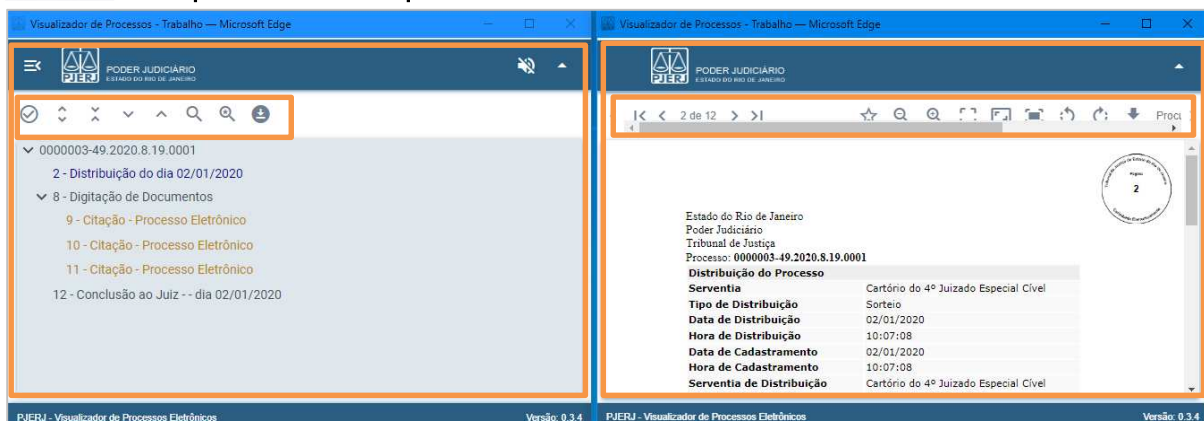 Visualizador de Processos - Trabalho — Microsoft Edge
PJERJ
PODER JUDICIÁRIO
ESTADO DO RIO DE JANEIRO
0000003-49.2020.8.19.0001
2 - Distribuição do dia 02/01/2020
8 - Digitação de Documentos
9 - Citação - Processo Eletrônico
10 - Citação - Processo Eletrônico
11 - Citação - Processo Eletrônico
12 - Conclusão ao Juiz - - dia 02/01/2020
PJERJ - Visualizador de Processos Eletrônicos Versão: 0.3.4
Visualizador de Processos - Trabalho — Microsoft Edge
PJERJ
PODER JUDICIÁRIO
ESTADO DO RIO DE JANEIRO
2 de 12
2
Estado do Rio de Janeiro
Poder Judiciário
Tribunal de Justiça
Processo: 0000003-49.2020.8.19.0001
Distribuição do Processo
Serventia Cartório do 4º Juizado Especial Cível
Tipo de Distribuição Sorteio
Data de Distribuição 02/01/2020
Hora de Distribuição 10:07:08
Data de Cadastramento 02/01/2020
Hora de Cadastramento 10:07:08
Serventia de Distribuição Cartório do 4º Juizado Especial Cível
PJERJ - Visualizador de Processos Eletrônicos Versão: 0.3.4